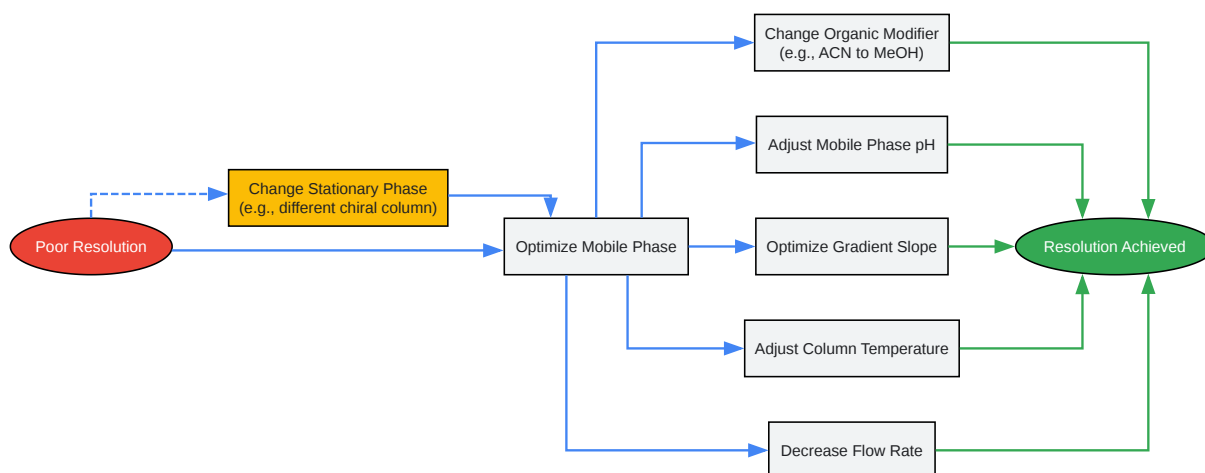 Poor Resolution
Change Stationary Phase
(e.g., different chiral column)
Optimize Mobile Phase
Change Organic Modifier
(e.g., ACN to MeOH)
Adjust Mobile Phase pH
Optimize Gradient Slope
Adjust Column Temperature
Decrease Flow Rate
Resolution Achieved